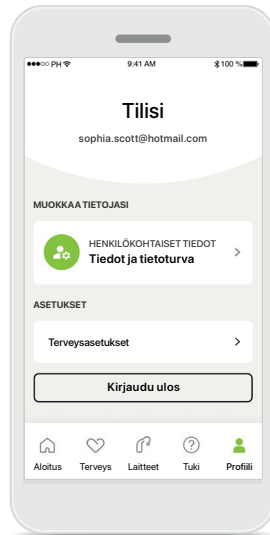 ●●●○○ PH 9:41 AM 100 %
Tilisi
sophia.scott@hotmail.com
MUOKKAA TIETOJASI
HENKILÖKOHTAISET TIEDOT
Tiedot ja tietoturva
ASETUKSET
Terveysasetukset
Kirjaudu ulos
Aloitus Terveys Laitteet Tuki Profiili